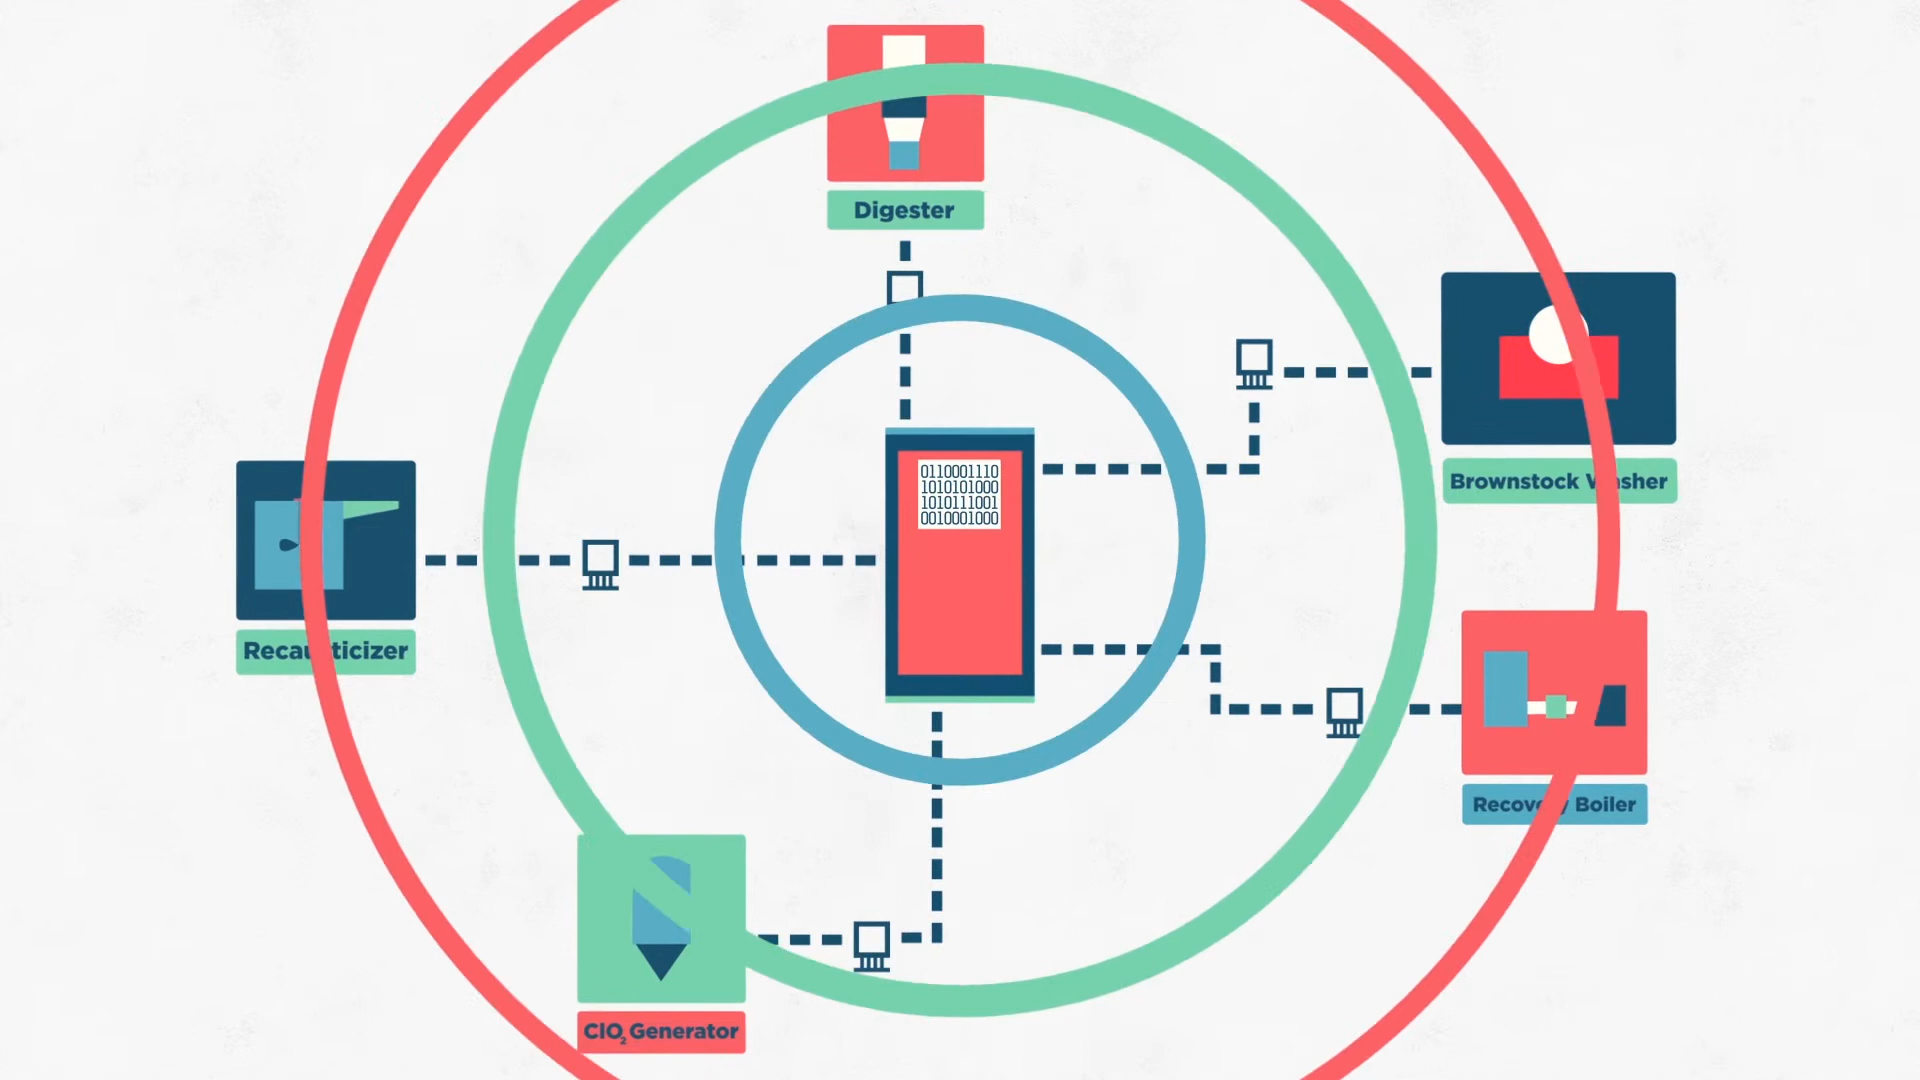 Digester
0110001110
1010101000
1010111001
0010001000
Brownstock Washer
Recausticizer
Recovery Boiler
ClO₂ Generator